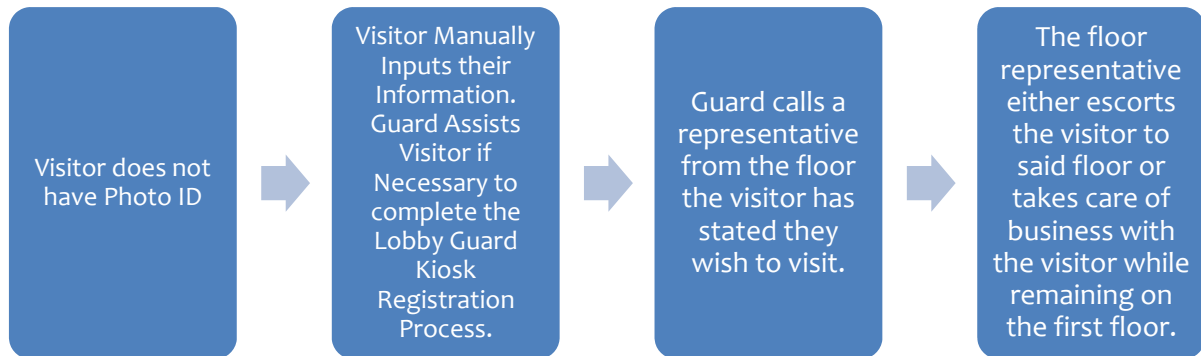 Visitor does not
have Photo ID
Visitor Manually
Inputs their
Information.
Guard Assists
Visitor if
Necessary to
complete the
Lobby Guard
Kiosk
Registration
Process.
Guard calls a
representative
from the floor
the visitor has
stated they
wish to visit.
The floor
representative
either escorts
the visitor to
said floor or
takes care of
business with
the visitor while
remaining on
the first floor.